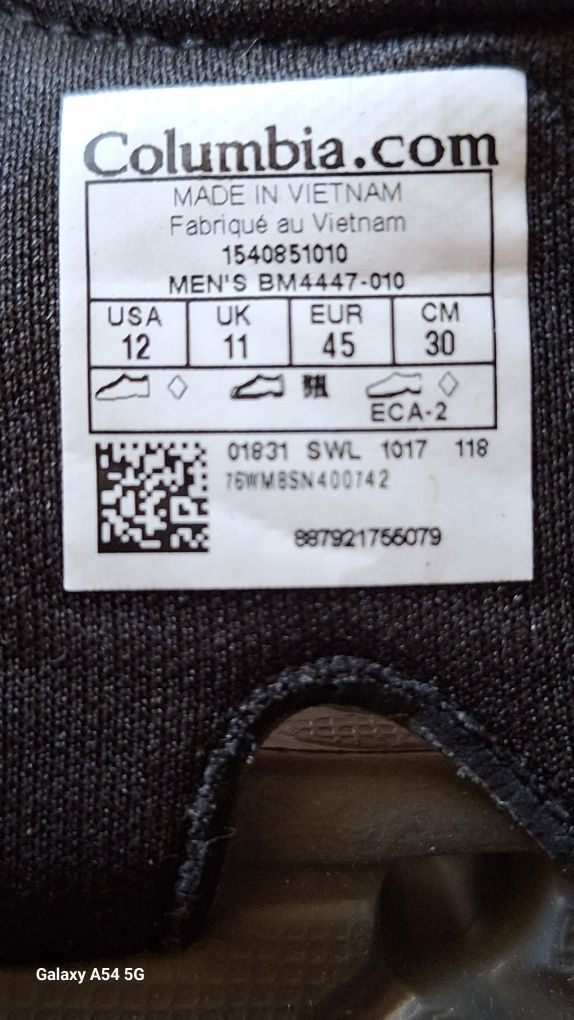 Columbia.com
MADE IN VIETNAM
Fabriqué au Vietnam
1540851010
MEN'S BM4447-010
USA UK EUR CM
12 11 45 30
ECA-2
01831 SWL 1017 118
76WMBSN400742
887921755079
Galaxy A54 5G